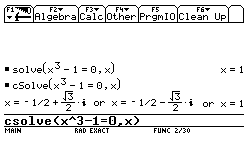 F1 F2 F3 F4 F5 F6
Algebra Calc Other PrgmIO Clean Up
▪ solve(x³ - 1 = 0, x) x = 1
▪ cSolve(x³ - 1 = 0, x)
x = -1/2 + √3/2·i or x = -1/2 - √3/2·i or x = 1
csolve(x^3-1=0,x)
MAIN RAD EXACT FUNC 2/30